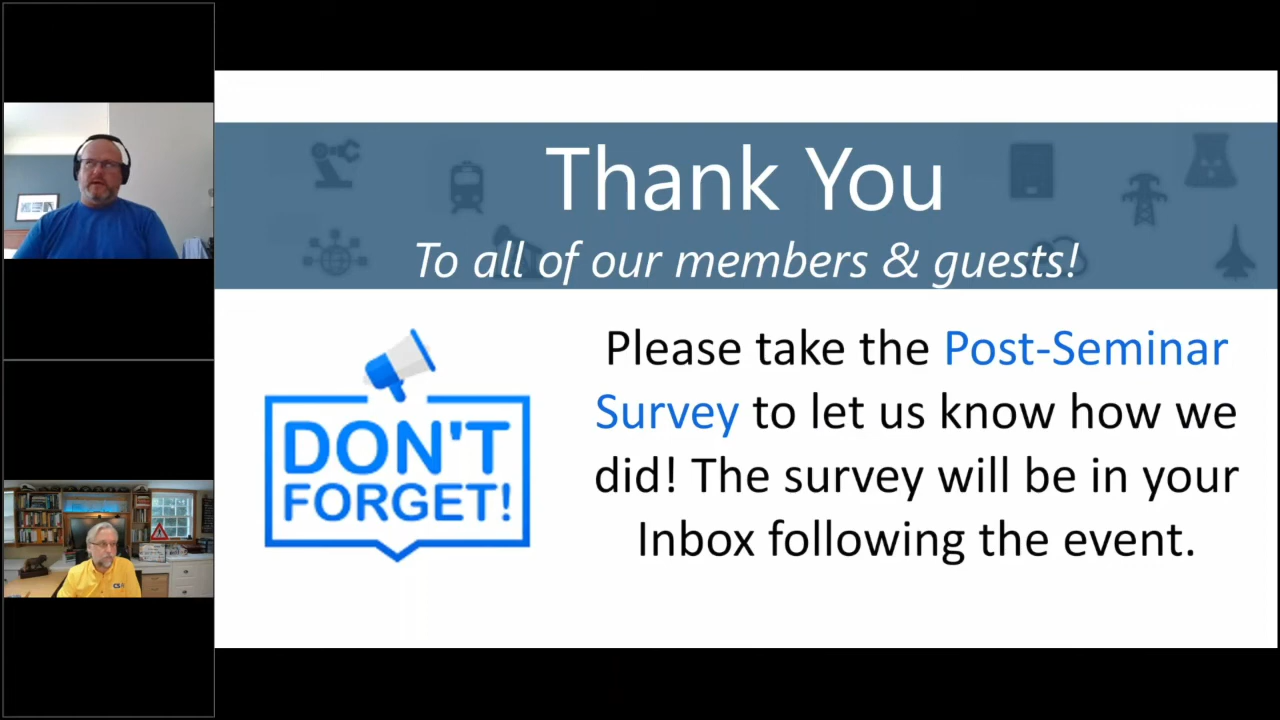 Thank You
To all of our members & guests!
DON'T
FORGET!
Please take the Post-Seminar
Survey to let us know how we
did! The survey will be in your
Inbox following the event.